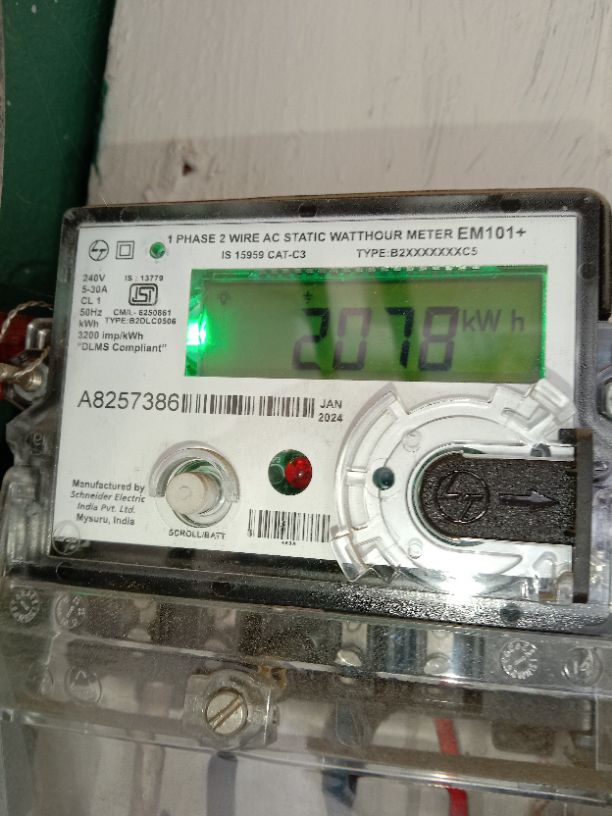 1 PHASE 2 WIRE AC STATIC WATTHOUR METER EM101+
IS 15959 CAT-C3 TYPE:B2XXXXXXXC5
240V
5-30A
CL 1
50Hz
kWh
IS : 13779
ISI
CM/L - 6250861
TYPE:B2DLC0506
3200 imp/kWh
"DLMS Compliant"
2078 kW h
A8257386
JAN
2024
Manufactured by
Schneider Electric
India Pvt. Ltd.
Mysuru, India
SCROLL/BATT